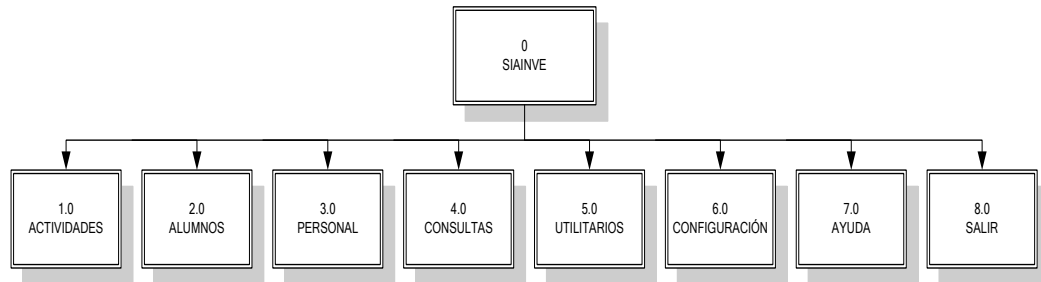 0
SIAINVE
1.0
ACTIVIDADES
2.0
ALUMNOS
3.0
PERSONAL
4.0
CONSULTAS
5.0
UTILITARIOS
6.0
CONFIGURACIÓN
7.0
AYUDA
8.0
SALIR